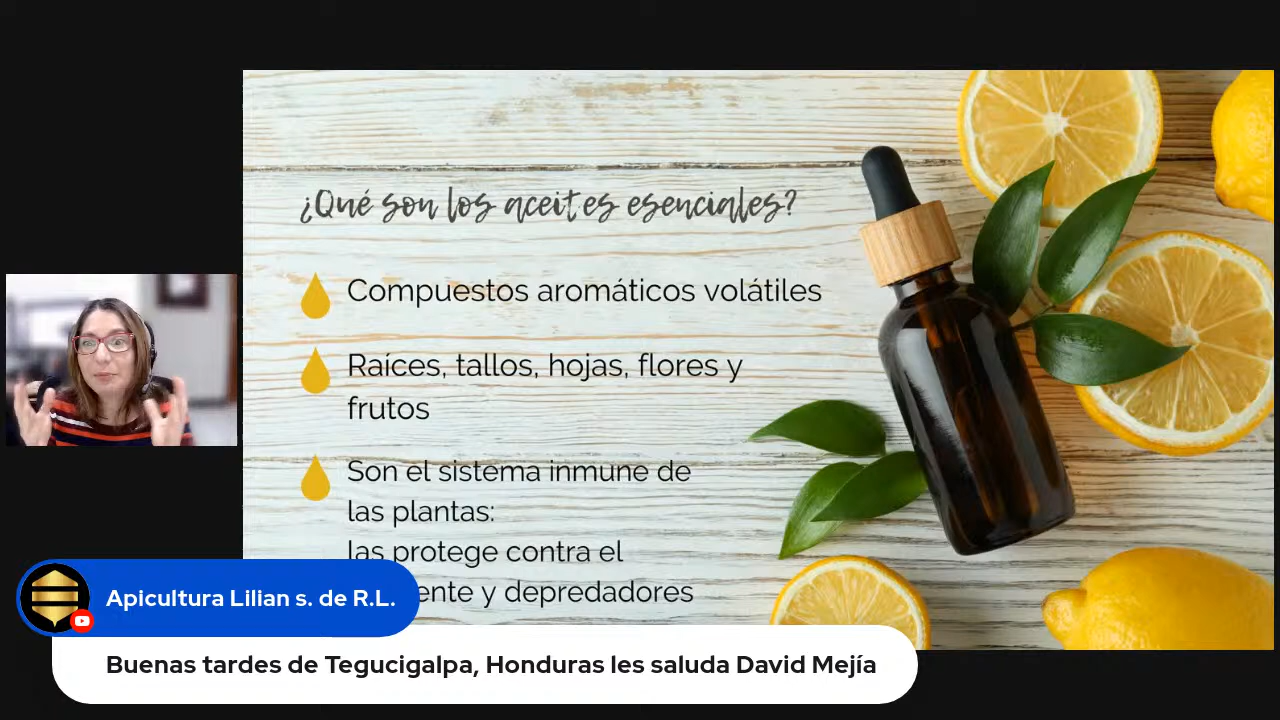 ¿Qué son los aceites esenciales?
Compuestos aromáticos volátiles
Raíces, tallos, hojas, flores y
frutos
Son el sistema inmune de
las plantas:
las protege contra el
ente y depredadores
Apicultura Lilian s. de R.L.
Buenas tardes de Tegucigalpa, Honduras les saluda David Mejía